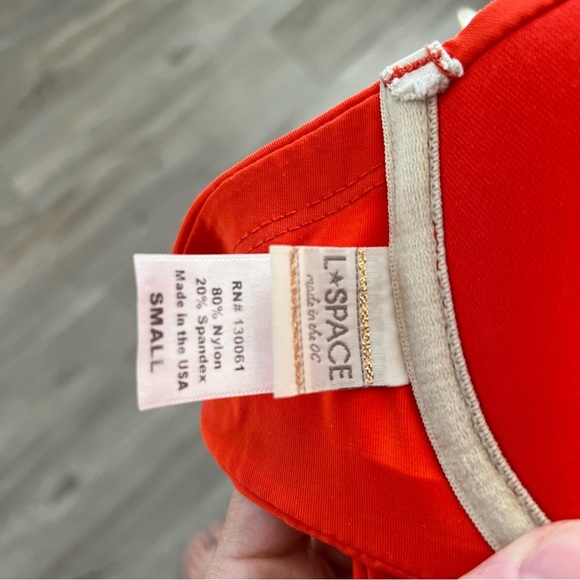 L★SPACE
made in the OC
RN# 130061
80% Nylon
20% Spandex
Made in the USA
SMALL